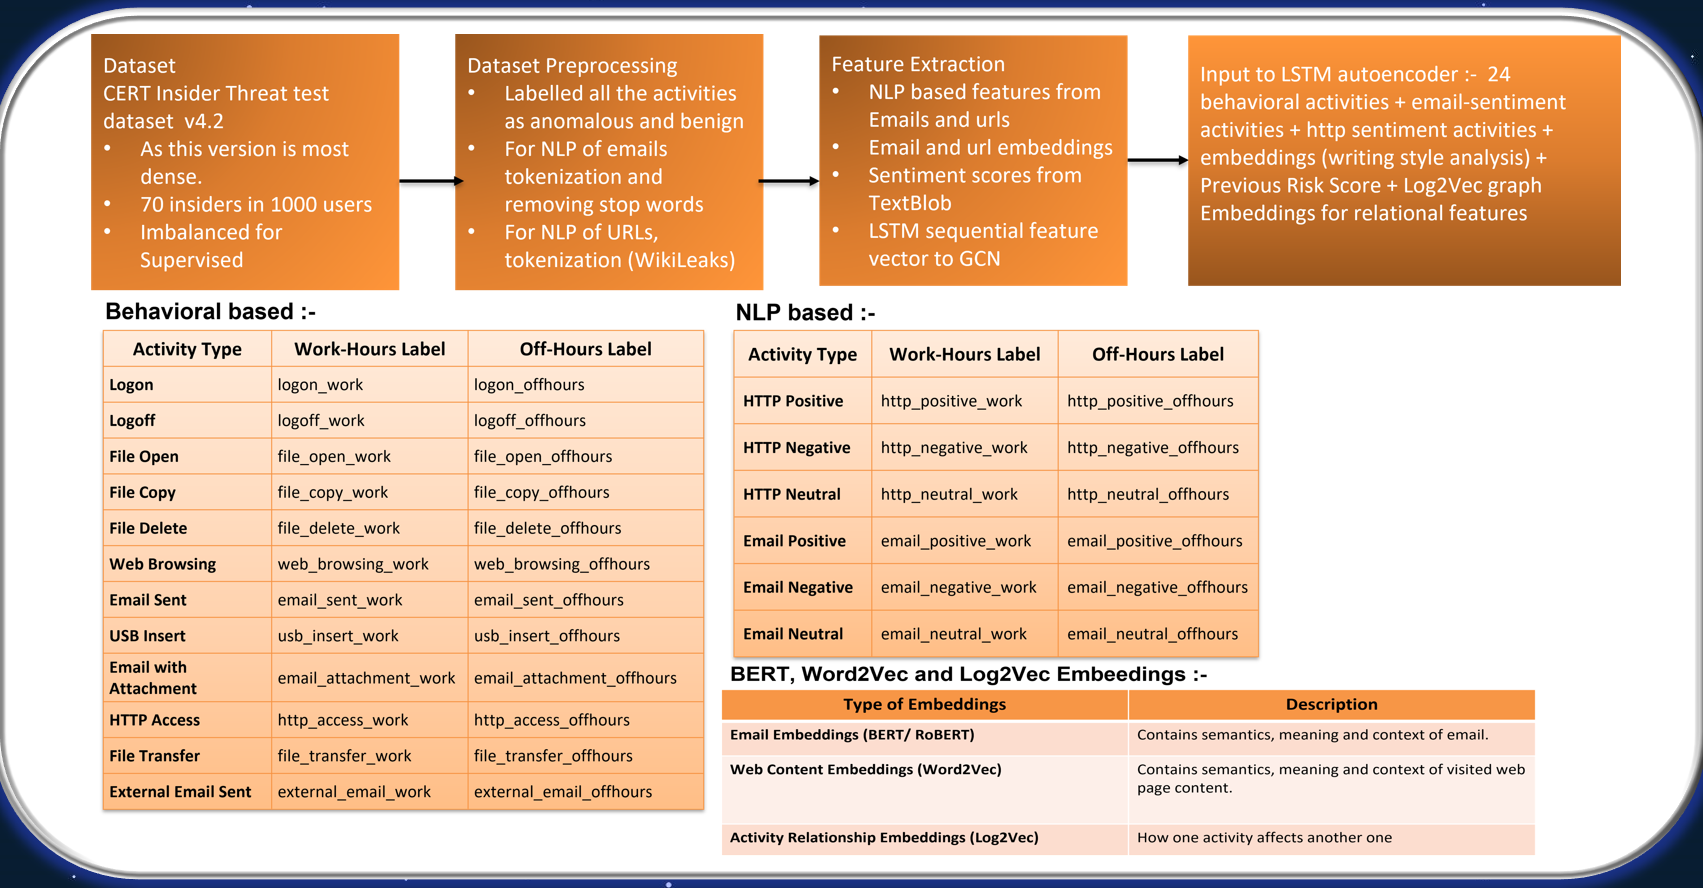 Dataset
CERT Insider Threat test
dataset v4.2
• As this version is most
dense.
• 70 insiders in 1000 users
• Imbalanced for
Supervised
Dataset Preprocessing
• Labelled all the activities
as anomalous and benign
• For NLP of emails
tokenization and
removing stop words
• For NLP of URLs,
tokenization (WikiLeaks)
Feature Extraction
• NLP based features from
Emails and urls
• Email and url embeddings
• Sentiment scores from
TextBlob
• LSTM sequential feature
vector to GCN
Input to LSTM autoencoder :- 24
behavioral activities + email-sentiment
activities + http sentiment activities +
embeddings (writing style analysis) +
Previous Risk Score + Log2Vec graph
Embeddings for relational features
Behavioral based :-
Activity Type Work-Hours Label Off-Hours Label
Logon logon_work logon_offhours
Logoff logoff_work logoff_offhours
File Open file_open_work file_open_offhours
File Copy file_copy_work file_copy_offhours
File Delete file_delete_work file_delete_offhours
Web Browsing web_browsing_work web_browsing_offhours
Email Sent email_sent_work email_sent_offhours
USB Insert usb_insert_work usb_insert_offhours
Email with
Attachment email_attachment_work email_attachment_offhours
HTTP Access http_access_work http_access_offhours
File Transfer file_transfer_work file_transfer_offhours
External Email Sent external_email_work external_email_offhours
NLP based :-
Activity Type Work-Hours Label Off-Hours Label
HTTP Positive http_positive_work http_positive_offhours
HTTP Negative http_negative_work http_negative_offhours
HTTP Neutral http_neutral_work http_neutral_offhours
Email Positive email_positive_work email_positive_offhours
Email Negative email_negative_work email_negative_offhours
Email Neutral email_neutral_work email_neutral_offhours
BERT, Word2Vec and Log2Vec Embeedings :-
Type of Embeddings Description
Email Embeddings (BERT/ RoBERT) Contains semantics, meaning and context of email.
Web Content Embeddings (Word2Vec) Contains semantics, meaning and context of visited web
page content.
Activity Relationship Embeddings (Log2Vec) How one activity affects another one